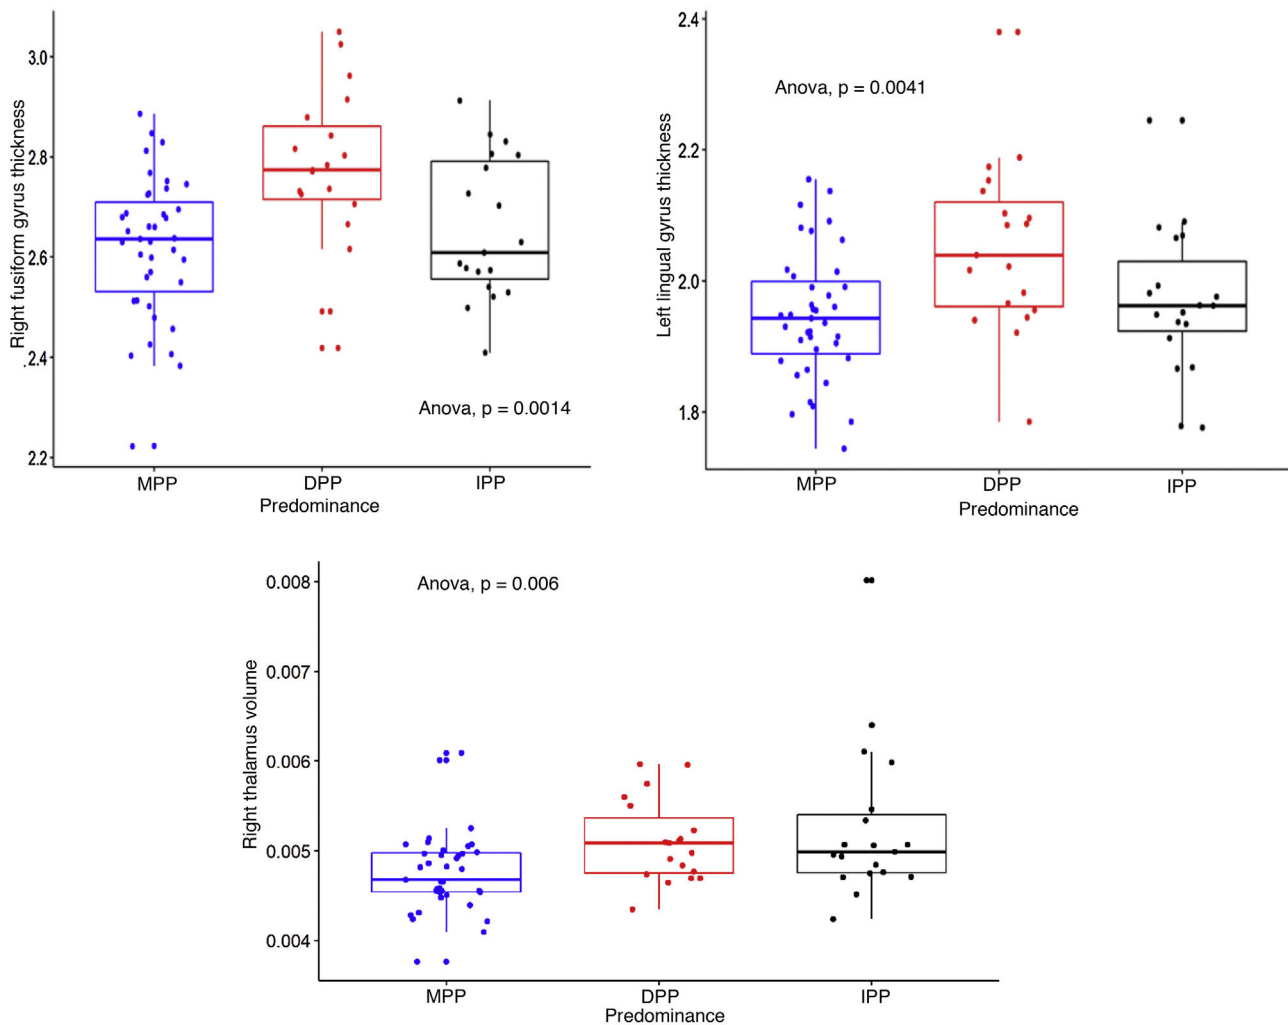 Right fusiform gyrus thickness
3.0
2.8
2.6
.2.4
2.2
Anova, p = 0.0014
MPP
DPP
IPP
Predominance
Left lingual gyrus thickness
2.4
2.2
2.0
1.8
Anova, p = 0.0041
MPP
DPP
IPP
Predominance
Right thalamus volume
0.008
0.007
0.006
0.005
0.004
Anova, p = 0.006
MPP
DPP
IPP
Predominance